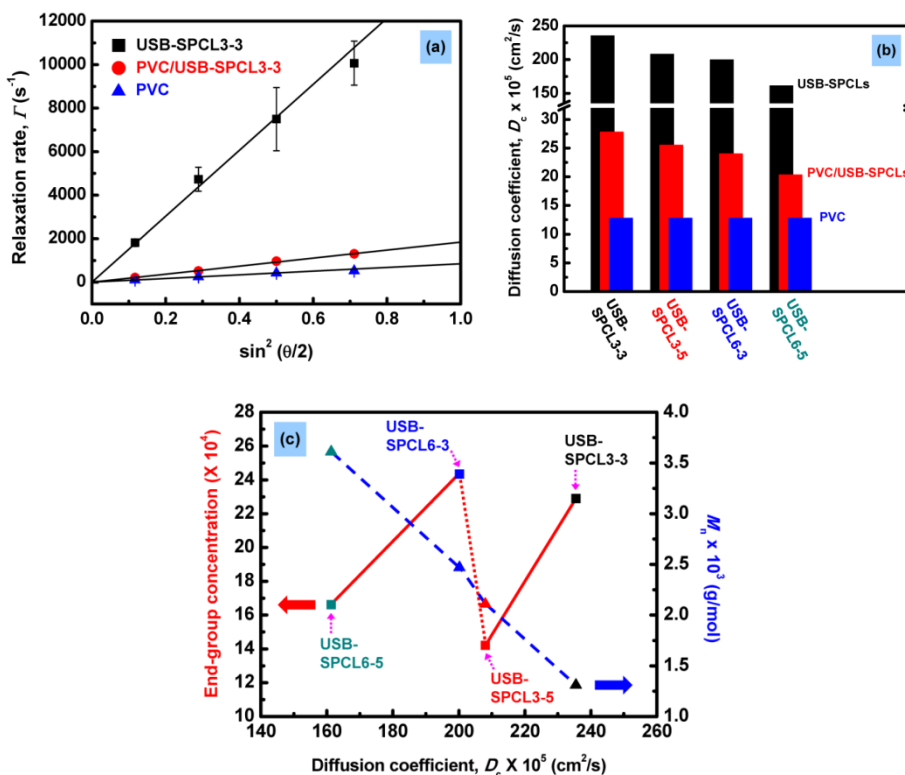 (a)
USB-SPCL3-3
PVC/USB-SPCL3-3
PVC
Relaxation rate, Γ (s⁻¹)
12000
10000
8000
6000
4000
2000
0
0.0 0.2 0.4 0.6 0.8 1.0
sin² (θ/2)
(b)
Diffusion coefficient, D_c x 10⁵ (cm²/s)
250
200
150
30
25
20
15
10
5
0
USB-SPCLs
PVC/USB-SPCLs
PVC
USB-
SPCL3-3
USB-
SPCL3-5
USB-
SPCL6-3
USB-
SPCL6-5
(c)
End-group concentration (X 10⁴)
28
26
24
22
20
18
16
14
12
10
USB-
SPCL6-3
USB-
SPCL3-3
USB-
SPCL6-5
USB-
SPCL3-5
4.0
3.5
3.0
2.5
2.0
1.5
1.0
M_n x 10³ (g/mol)
140 160 180 200 220 240 260
Diffusion coefficient, D_c X 10⁵ (cm²/s)